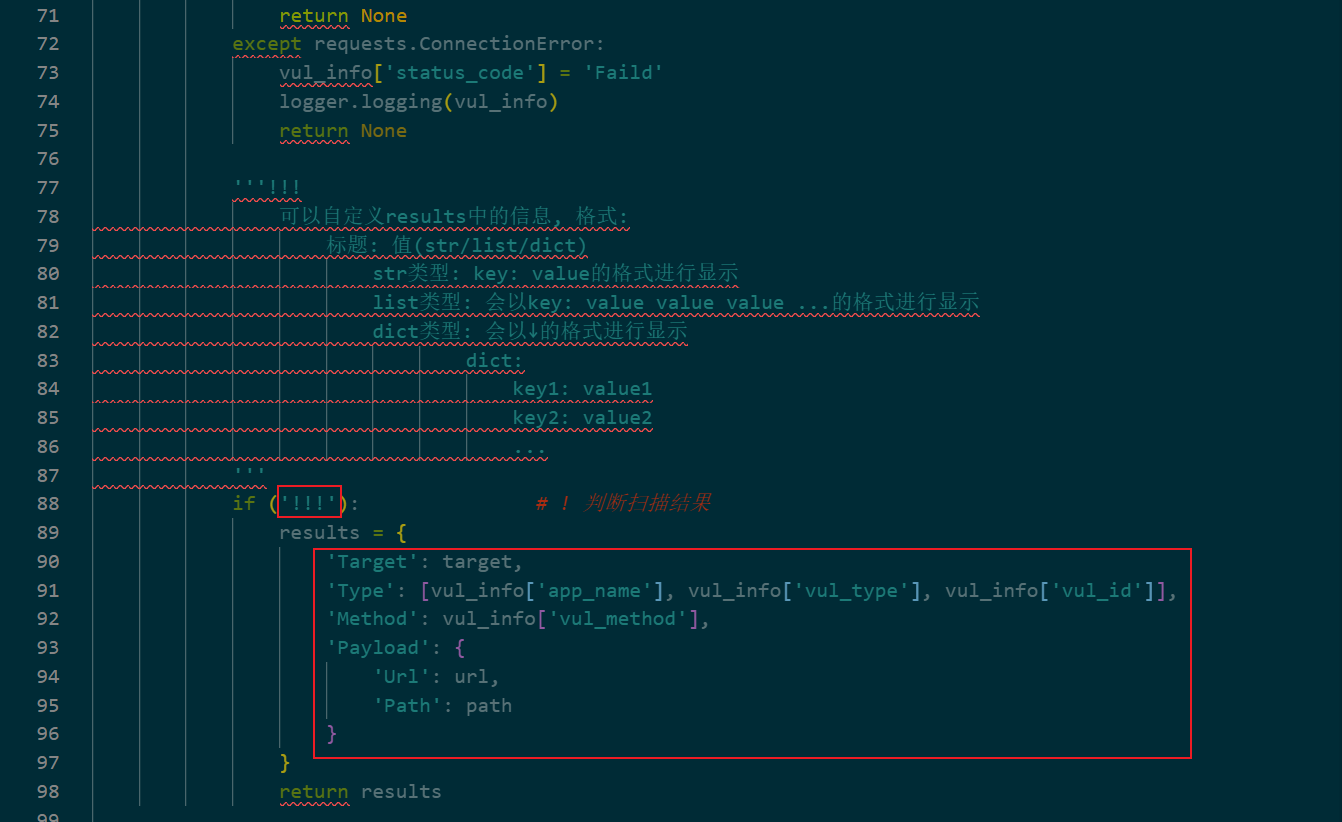 71 return None
72 except requests.ConnectionError:
73 vul_info['status_code'] = 'Faild'
74 logger.logging(vul_info)
75 return None
76
77 '''!!!
78 可以自定义results中的信息, 格式:
79 标题: 值(str/list/dict)
80 str类型: key: value的格式进行显示
81 list类型: 会以key: value value value ...的格式进行显示
82 dict类型: 会以↓的格式进行显示
83 dict:
84 key1: value1
85 key2: value2
86 ...
87 '''
88 if ('!!!'): # ! 判断扫描结果
89 results = {
90 'Target': target,
91 'Type': [vul_info['app_name'], vul_info['vul_type'], vul_info['vul_id']],
92 'Method': vul_info['vul_method'],
93 'Payload': {
94 'Url': url,
95 'Path': path
96 }
97 }
98 return results
99